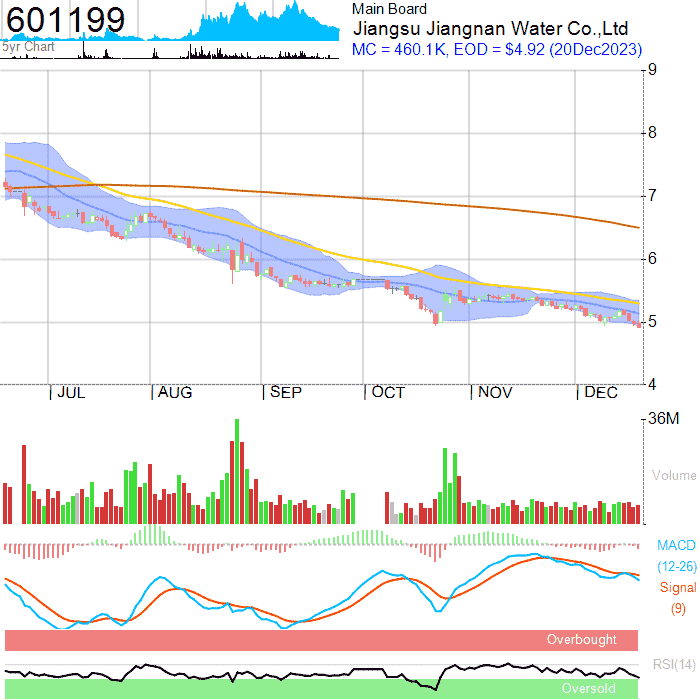 601199
5yr Chart
Main Board
Jiangsu Jiangnan Water Co.,Ltd
MC = 460.1K, EOD = $4.92 (20Dec2023)
9
8
7
6
5
4
JUL AUG SEP OCT NOV DEC
36M
Volume
MACD
(12-26)
Signal
(9)
Overbought
RSI(14)
Oversold